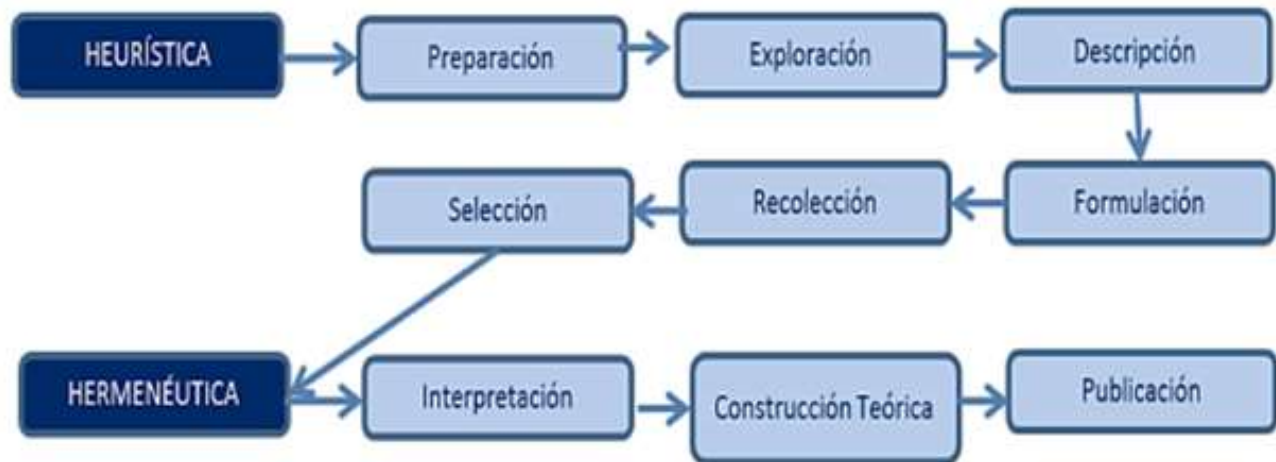 HEURÍSTICA
Preparación
Exploración
Descripción
Selección
Recolección
Formulación
HERMENÉUTICA
Interpretación
Construcción Teórica
Publicación